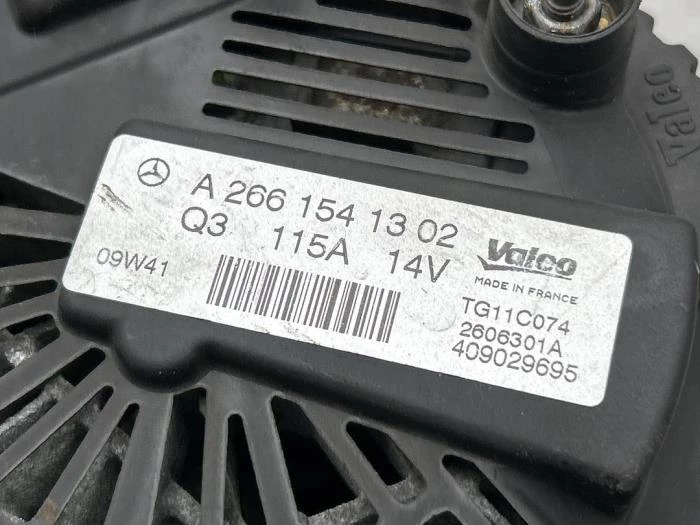 A 266 154 13 02
Q3 115A 14V
09W41
Valeo
MADE IN FRANCE
TG11C074
2606301A
409029695
Valeo